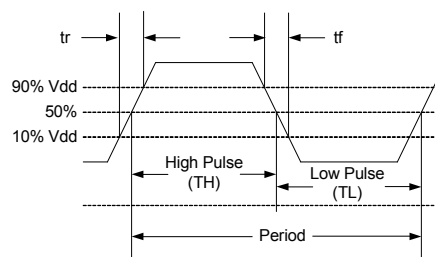 tr
tf
90% Vdd
50%
10% Vdd
High Pulse
(TH)
Low Pulse
(TL)
Period